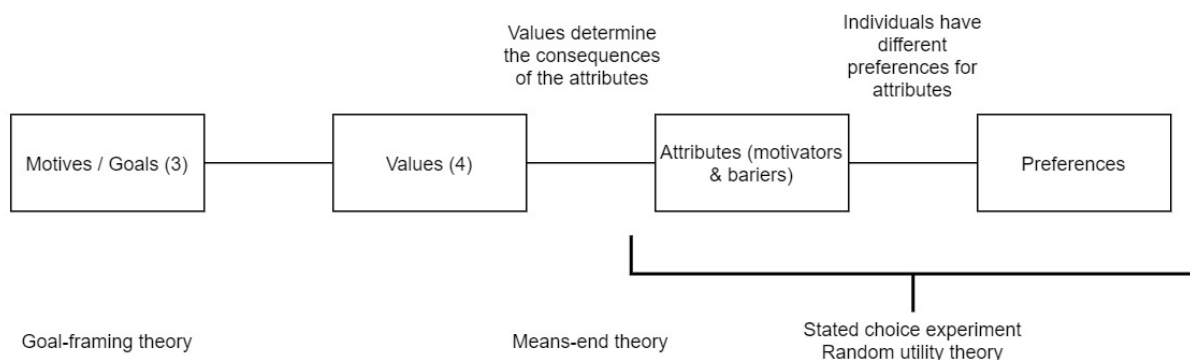 Values determine
the consequences
of the attributes
Individuals have
different
preferences for
attributes
Motives / Goals (3)
Values (4)
Attributes (motivators
& bariers)
Preferences
Goal-framing theory
Means-end theory
Stated choice experiment
Random utility theory